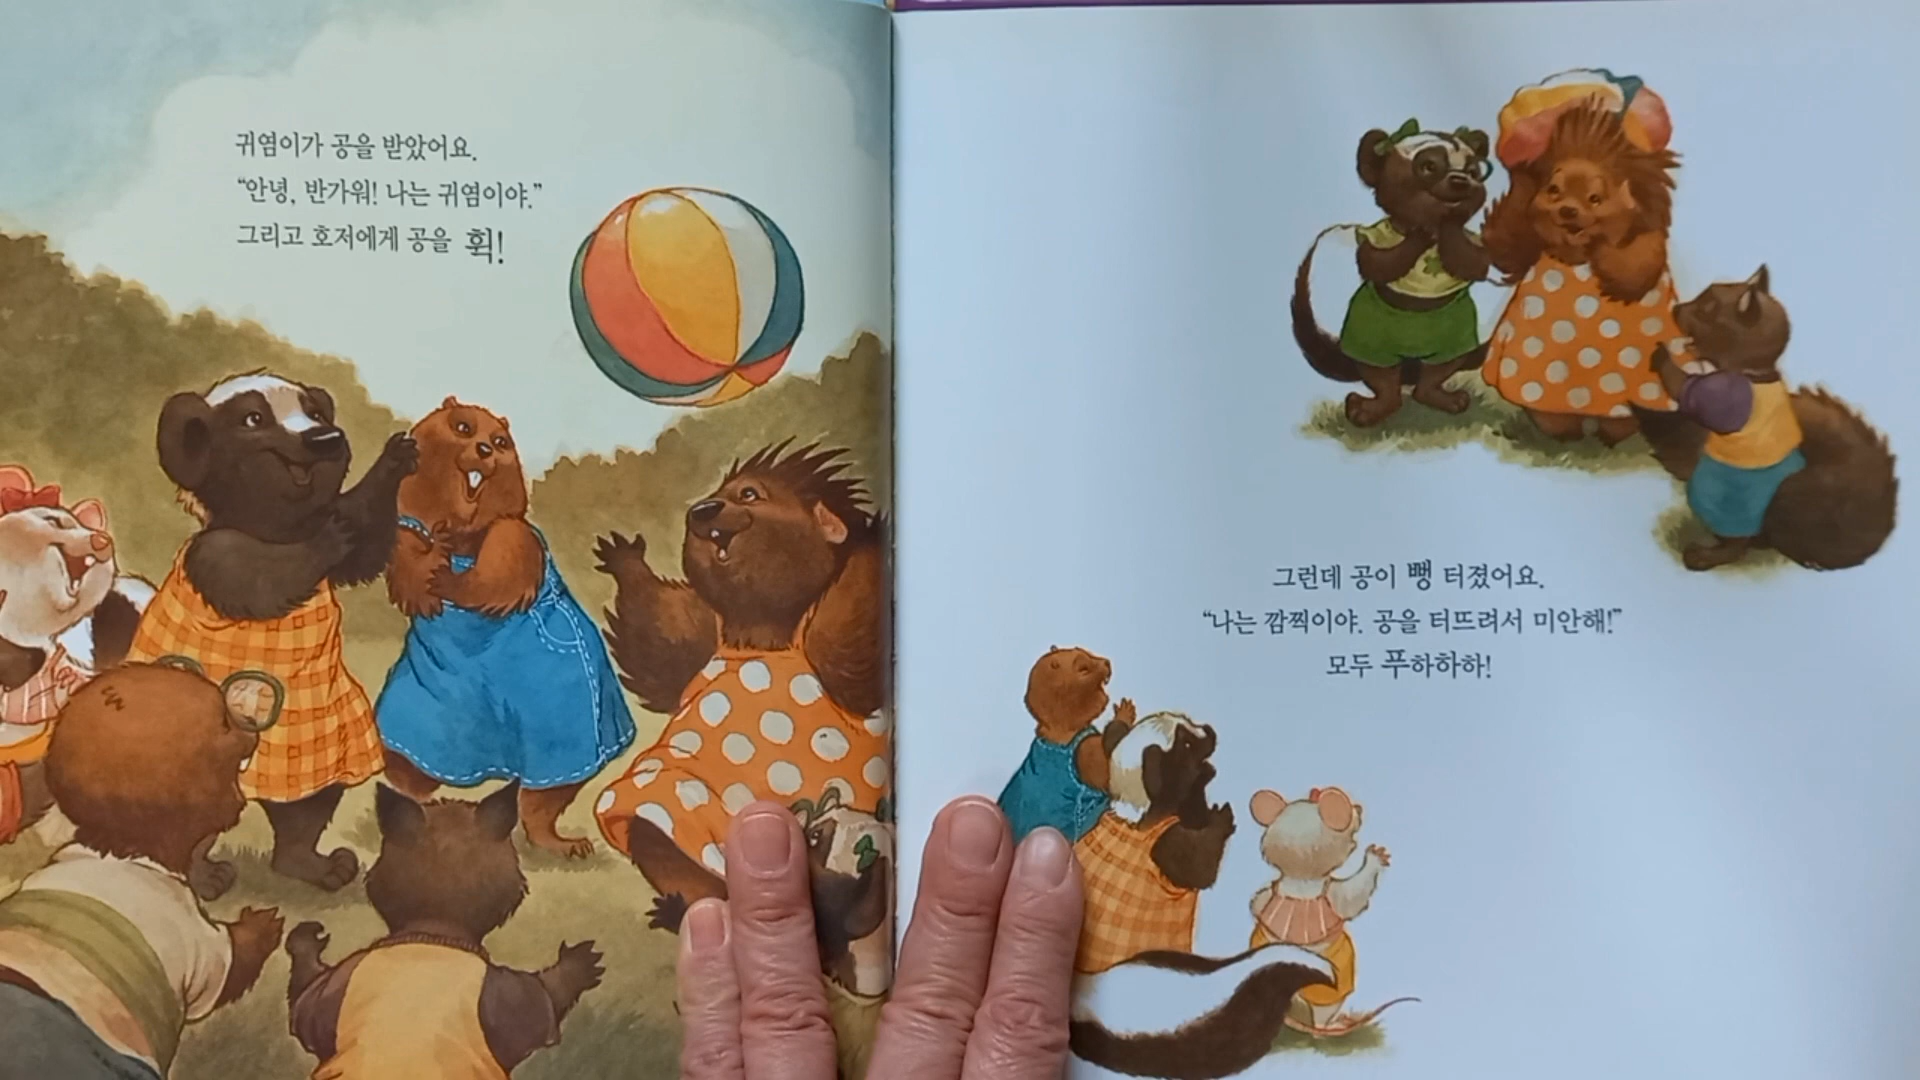 귀염이가 공을 받았어요.
“안녕, 반가워! 나는 귀염이야.”
그리고 호저에게 공을 휙!
그런데 공이 뻥 터졌어요.
“나는 깜찍이야. 공을 터뜨려서 미안해!”
모두 푸하하하!